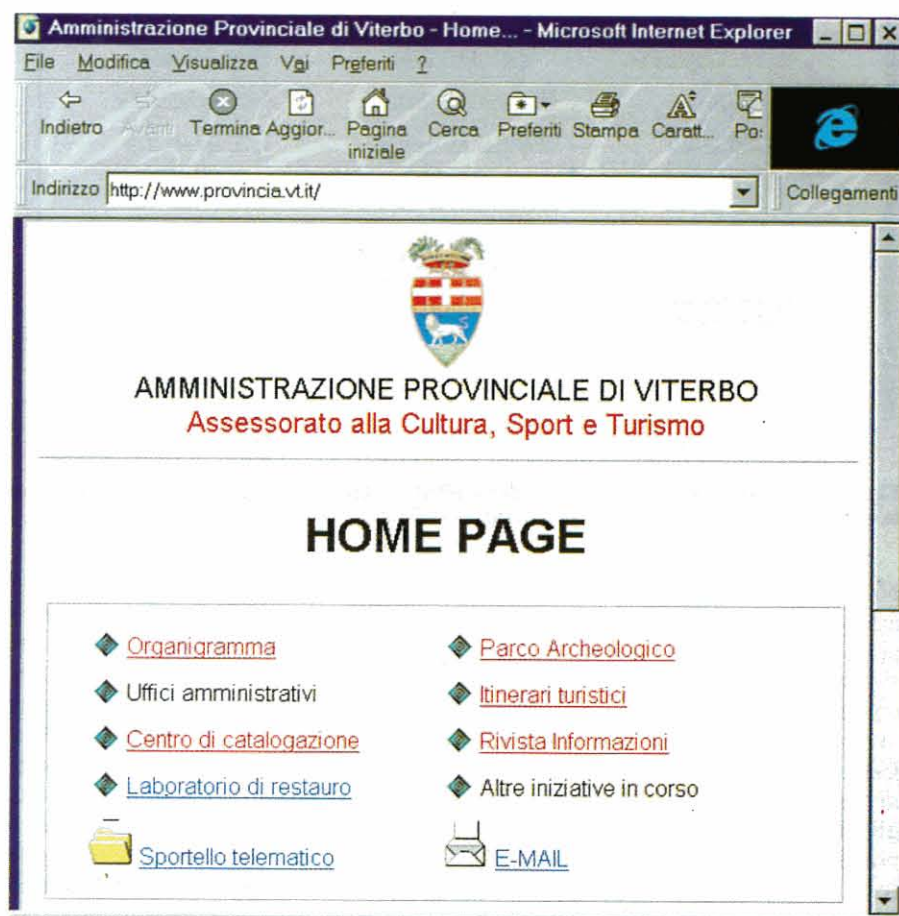 Amministrazione Provinciale di Viterbo - Home... - Microsoft Internet Explorer
File Modifica Visualizza Vai Preferiti ?
Indietro Avanti Termina Aggior... Pagina iniziale Cerca Preferiti Stampa Caratt... Po:
Indirizzo http://www.provincia.vt.it/ Collegamenti
AMMINISTRAZIONE PROVINCIALE DI VITERBO
Assessorato alla Cultura, Sport e Turismo
HOME PAGE
Organigramma
Uffici amministrativi
Centro di catalogazione
Laboratorio di restauro
Sportello telematico
Parco Archeologico
Itinerari turistici
Rivista Informazioni
Altre iniziative in corso
E-MAIL